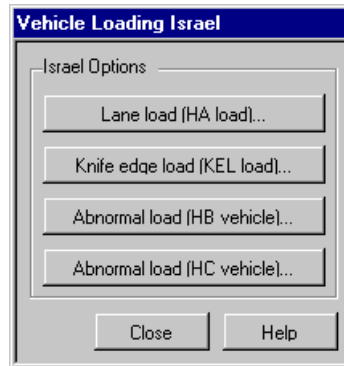 Vehicle Loading Israel
Israel Options
Lane load (HA load)...
Knife edge load (KEL load)...
Abnormal load (HB vehicle)...
Abnormal load (HC vehicle)...
Close Help